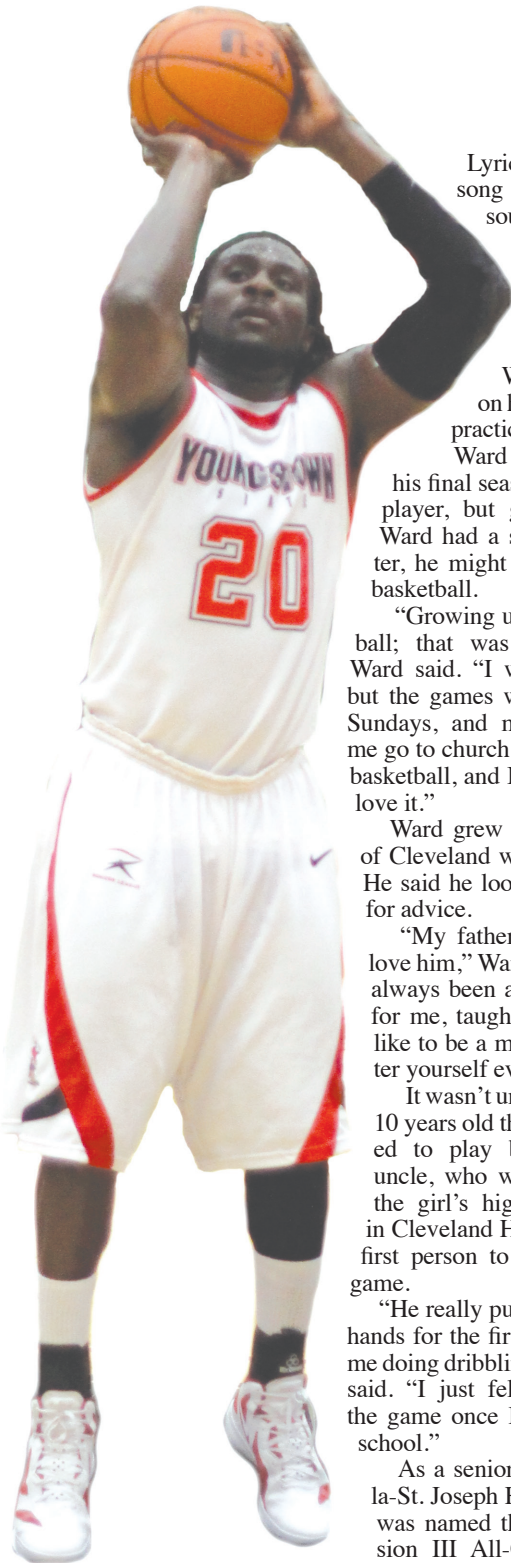 Lyric
song
sou
W
on h
practic
Ward
his final seas
player, but g
Ward had a s
ter, he might
basketball.
“Growing u
ball; that was
Ward said. “I w
but the games w
Sundays, and m
me go to church
basketball, and I
love it.”
Ward grew
of Cleveland w
He said he loo
for advice.
“My father
love him,” War
always been a
for me, taugh
like to be a m
ter yourself ev
It wasn’t un
10 years old th
ed to play b
uncle, who w
the girl’s hig
in Cleveland H
first person to
game.
“He really pu
hands for the fir
me doing dribblin
said. “I just fel
the game once I
school.”
As a senior
la-St. Joseph H
was named th
sion III All-O
YOUNGSTOWN
STATE
20